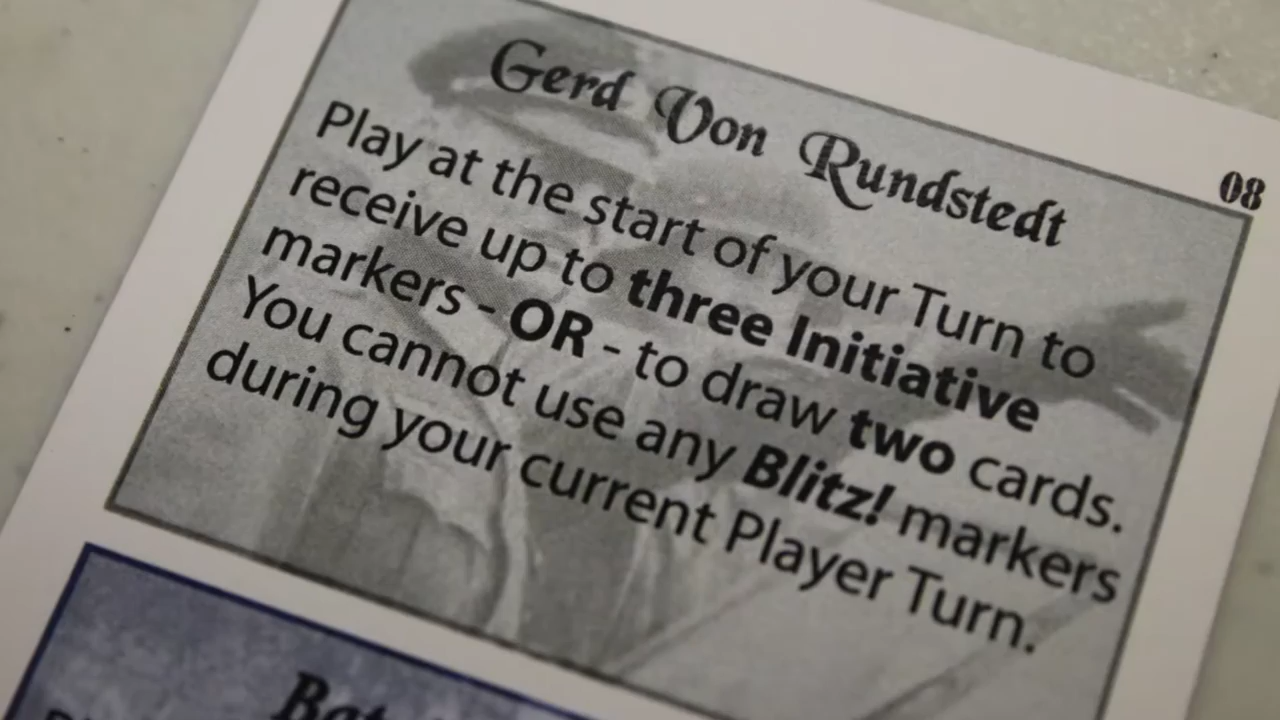 08
Gerd Von Rundstedt
Play at the start of your Turn to
receive up to three Initiative
markers - OR - to draw two cards.
You cannot use any Blitz! markers
during your current Player Turn.